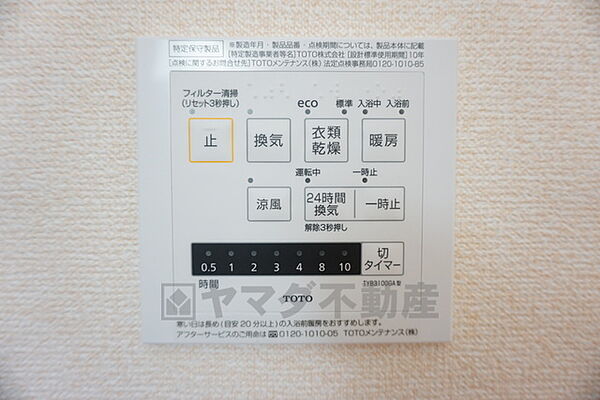 特定保守製品
※製造年月・製品品番・点検期間については、製品本体に記載
[特定製造事業者等名]TOTO株式会社 [設計標準使用期間]10年
[点検に関するお問合せ先]TOTOメンテナンス(株) 法定点検事務局0120-1010-85
フィルター清掃
(リセット3秒押し)
eco 標準 入浴中 入浴前
止 換気 衣類乾燥 暖房
運転中 一時止
涼風 24時間換気 一時止
解除3秒押し
0.5 1 2 3 4 8 10 切タイマー
時間
TYB3100GA型
ヤマダ不動産
TOTO
寒い日は長め(目安20分以上)の入浴前暖房をおすすめします。
アフターサービスのご用命は 0120-1010-05 TOTOメンテナンス(株)